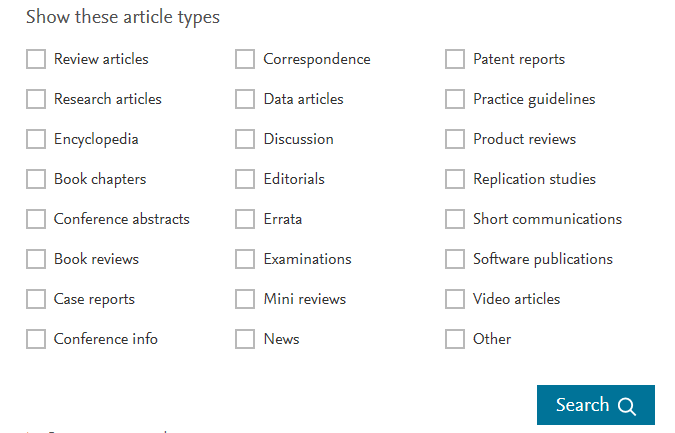 Show these article types
Review articles
Correspondence
Patent reports
Research articles
Data articles
Practice guidelines
Encyclopedia
Discussion
Product reviews
Book chapters
Editorials
Replication studies
Conference abstracts
Errata
Short communications
Book reviews
Examinations
Software publications
Case reports
Mini reviews
Video articles
Conference info
News
Other
Search